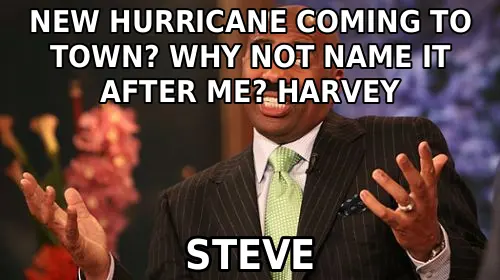 NEW HURRICANE COMING TO
TOWN? WHY NOT NAME IT
AFTER ME? HARVEY
STEVE